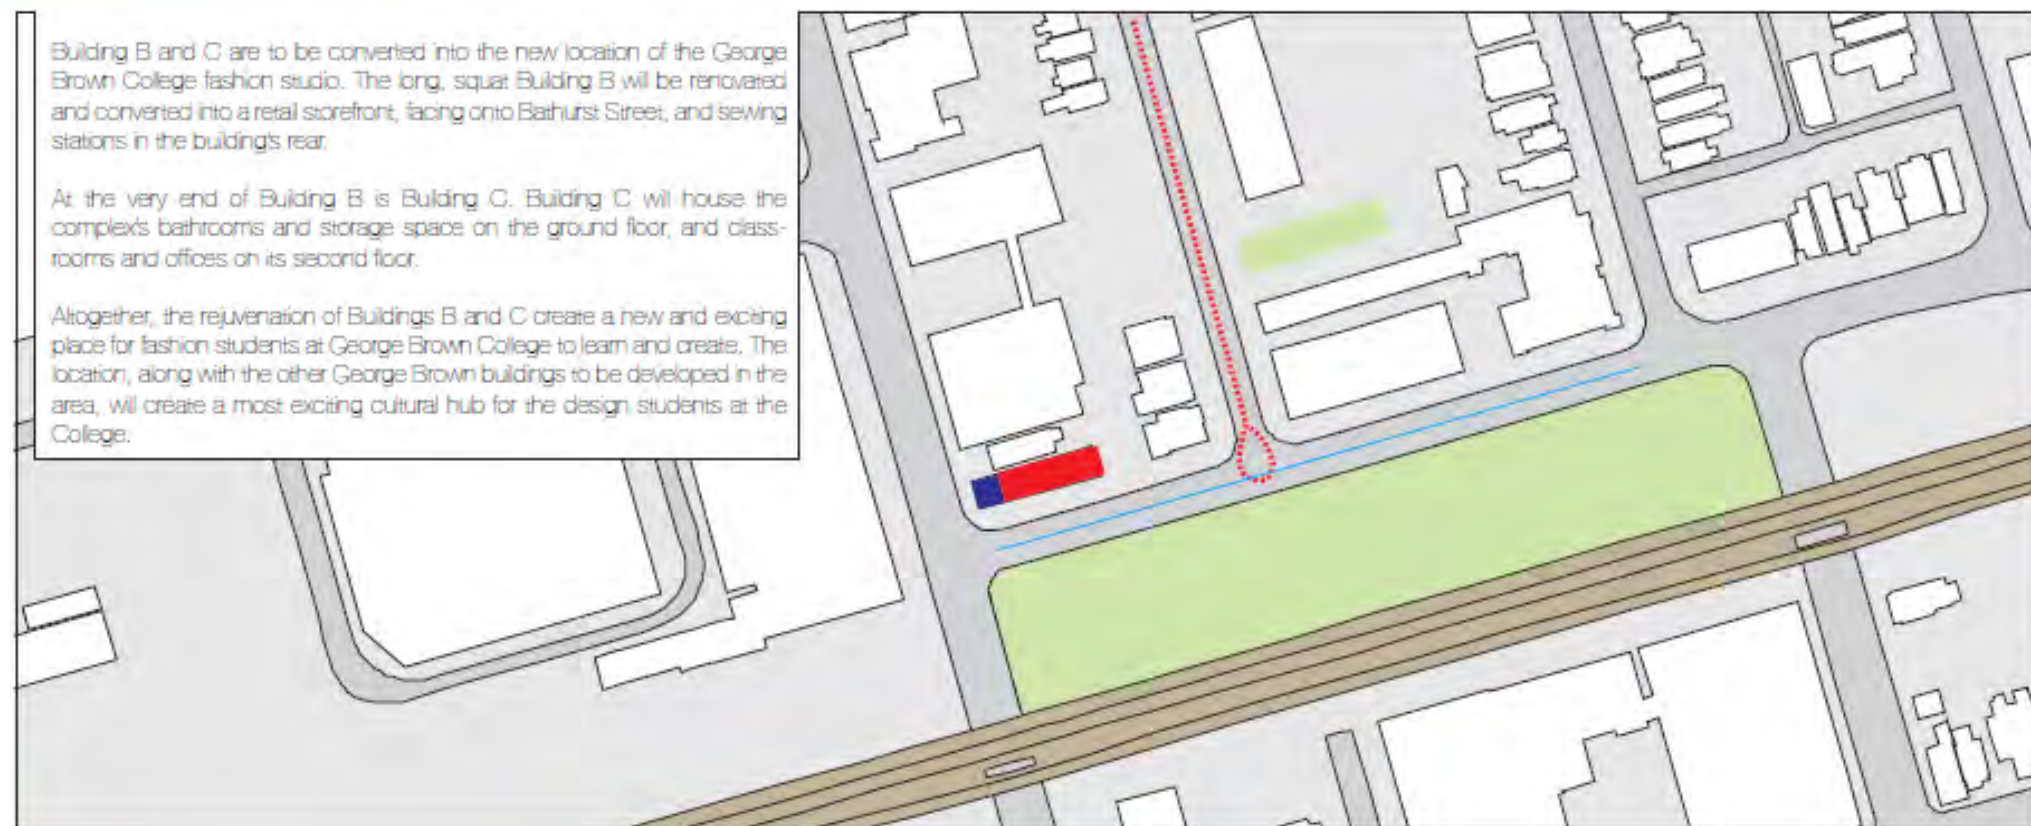 Building B and C are to be converted into the new location of the George
Brown College fashion studio. The long, squat Building B will be renovated
and converted into a retail storefront, facing onto Bathurst Street, and sewing
stations in the building's rear.
At the very end of Building B is Building C. Building C will house the
complex's bathrooms and storage space on the ground floor, and class-
rooms and offices on its second floor.
Altogether, the rejuvenation of Buildings B and C create a new and exciting
place for fashion students at George Brown College to learn and create. The
location, along with the other George Brown buildings to be developed in the
area, will create a most exciting cultural hub for the design students at the
College.